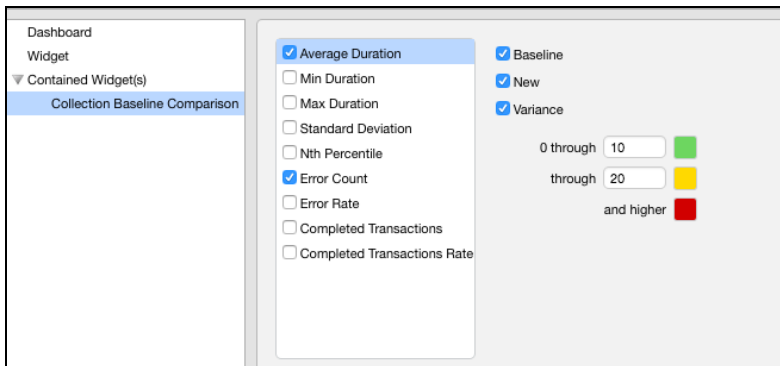 Dashboard
Widget
Contained Widget(s)
Collection Baseline Comparison
Average Duration
Min Duration
Max Duration
Standard Deviation
Nth Percentile
Error Count
Error Rate
Completed Transactions
Completed Transactions Rate
Baseline
New
Variance
0 through 10
through 20
and higher